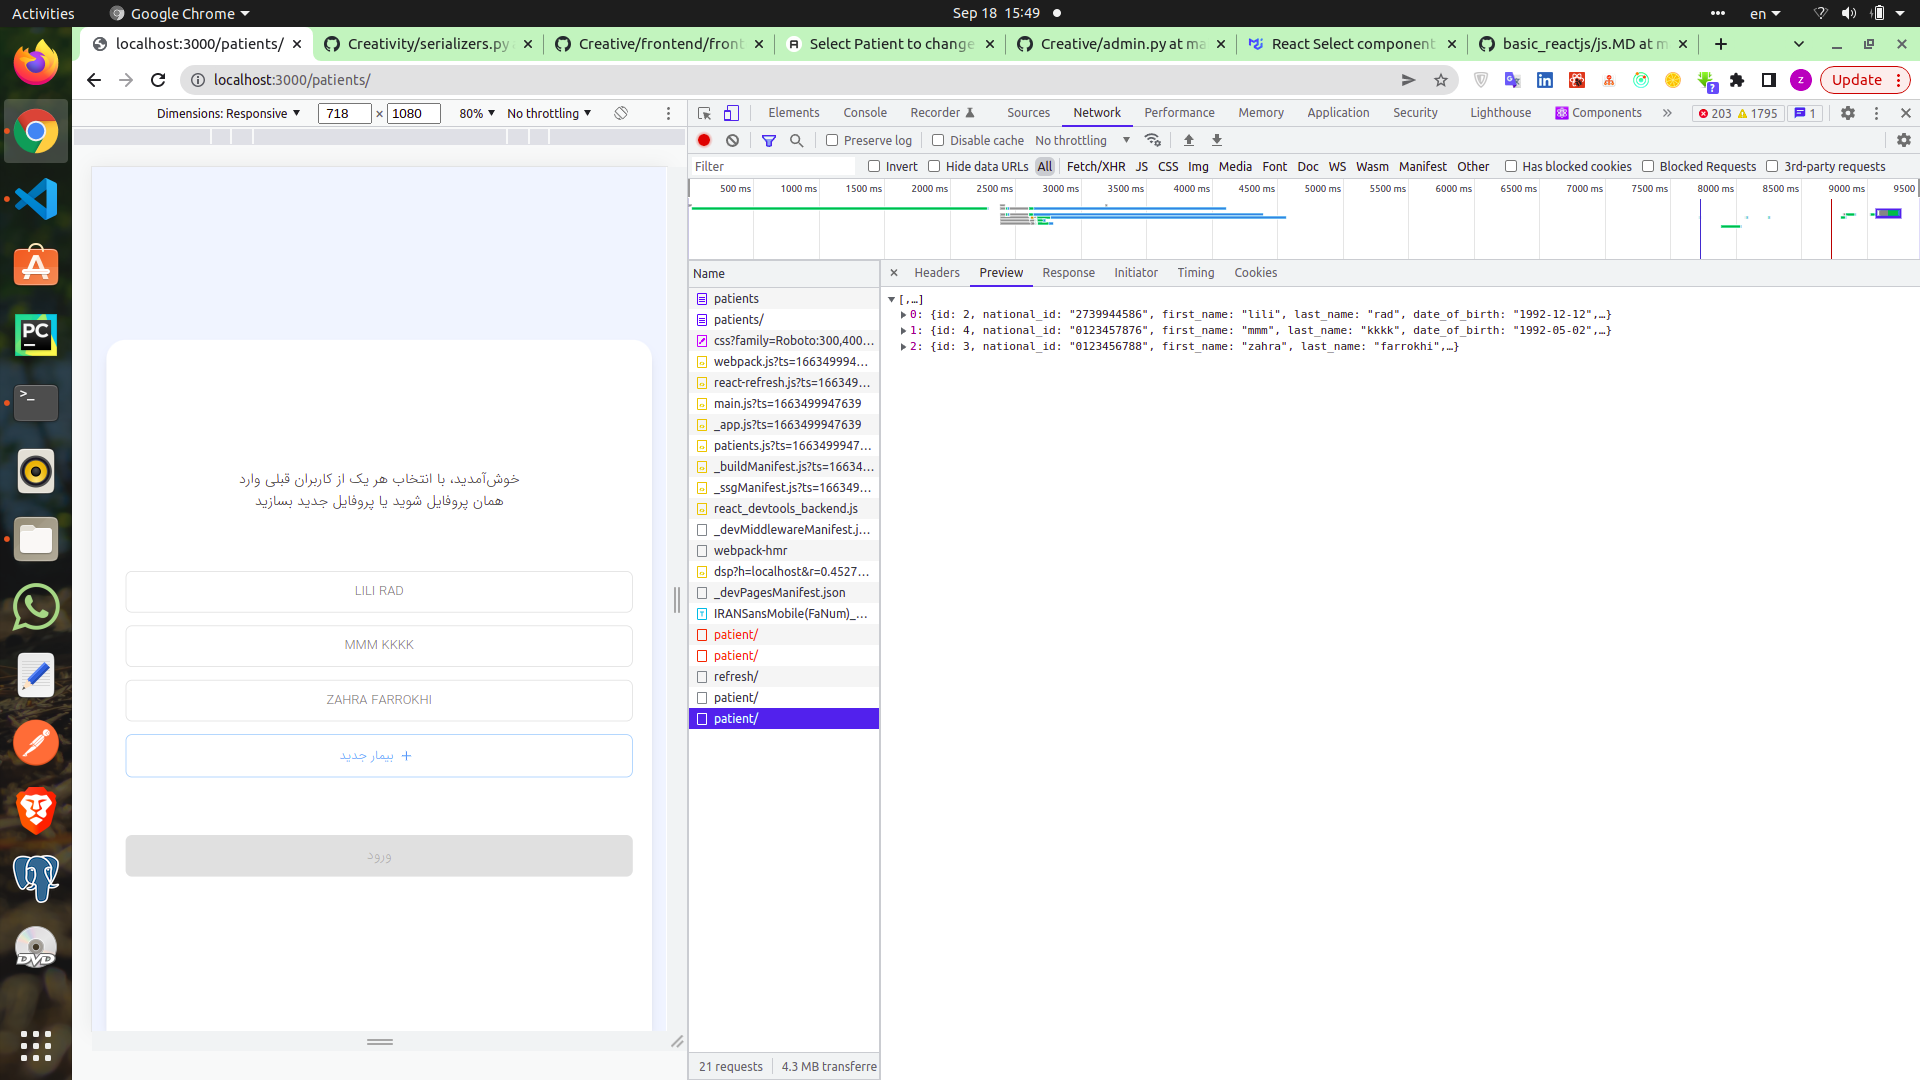 Activities
Google Chrome
Sep 18 15:49
en
localhost:3000/patients/
Creativity/serializers.py
Creative/frontend/front
Select Patient to change
Creative/admin.py at ma
React Select component
basic_reactjs/js.MD at m
localhost:3000/patients/
z
?
Update
Dimensions: Responsive
718 × 1080
80%
No throttling
Elements
Console
Recorder
Sources
Network
Performance
Memory
Application
Security
Lighthouse
Components
203
1795
1
Preserve log
Disable cache
No throttling
Filter
Invert
Hide data URLs
All
Fetch/XHR
JS
CSS
Img
Media
Font
Doc
WS
Wasm
Manifest
Other
Has blocked cookies
Blocked Requests
3rd-party requests
500 ms
1000 ms
1500 ms
2000 ms
2500 ms
3000 ms
3500 ms
4000 ms
4500 ms
5000 ms
5500 ms
6000 ms
6500 ms
7000 ms
7500 ms
8000 ms
8500 ms
9000 ms
9500
خوش‌آمدید، با انتخاب هر یک از کاربران قبلی وارد
همان پروفایل شوید یا پروفایل جدید بسازید
LILI RAD
MMM KKKK
ZAHRA FARROKHI
+ بیمار جدید
ورود
Name
patients
patients/
css?family=Roboto:300,400...
webpack.js?ts=166349994...
react-refresh.js?ts=166349...
main.js?ts=1663499947639
_app.js?ts=1663499947639
patients.js?ts=1663499947...
_buildManifest.js?ts=16634...
_ssgManifest.js?ts=166349...
react_devtools_backend.js
_devMiddlewareManifest.j...
webpack-hmr
dsp?h=localhost&r=0.4527...
_devPagesManifest.json
IRANSansMobile(FaNum)_...
patient/
patient/
refresh/
patient/
patient/
21 requests
4.3 MB transferre
Headers
Preview
Response
Initiator
Timing
Cookies
[,…]
0: {id: 2, national_id: "2739944586", first_name: "lili", last_name: "rad", date_of_birth: "1992-12-12",…}
1: {id: 4, national_id: "0123457876", first_name: "mmm", last_name: "kkkk", date_of_birth: "1992-05-02",…}
2: {id: 3, national_id: "0123456788", first_name: "zahra", last_name: "farrokhi",…}
PC
>_
DVD